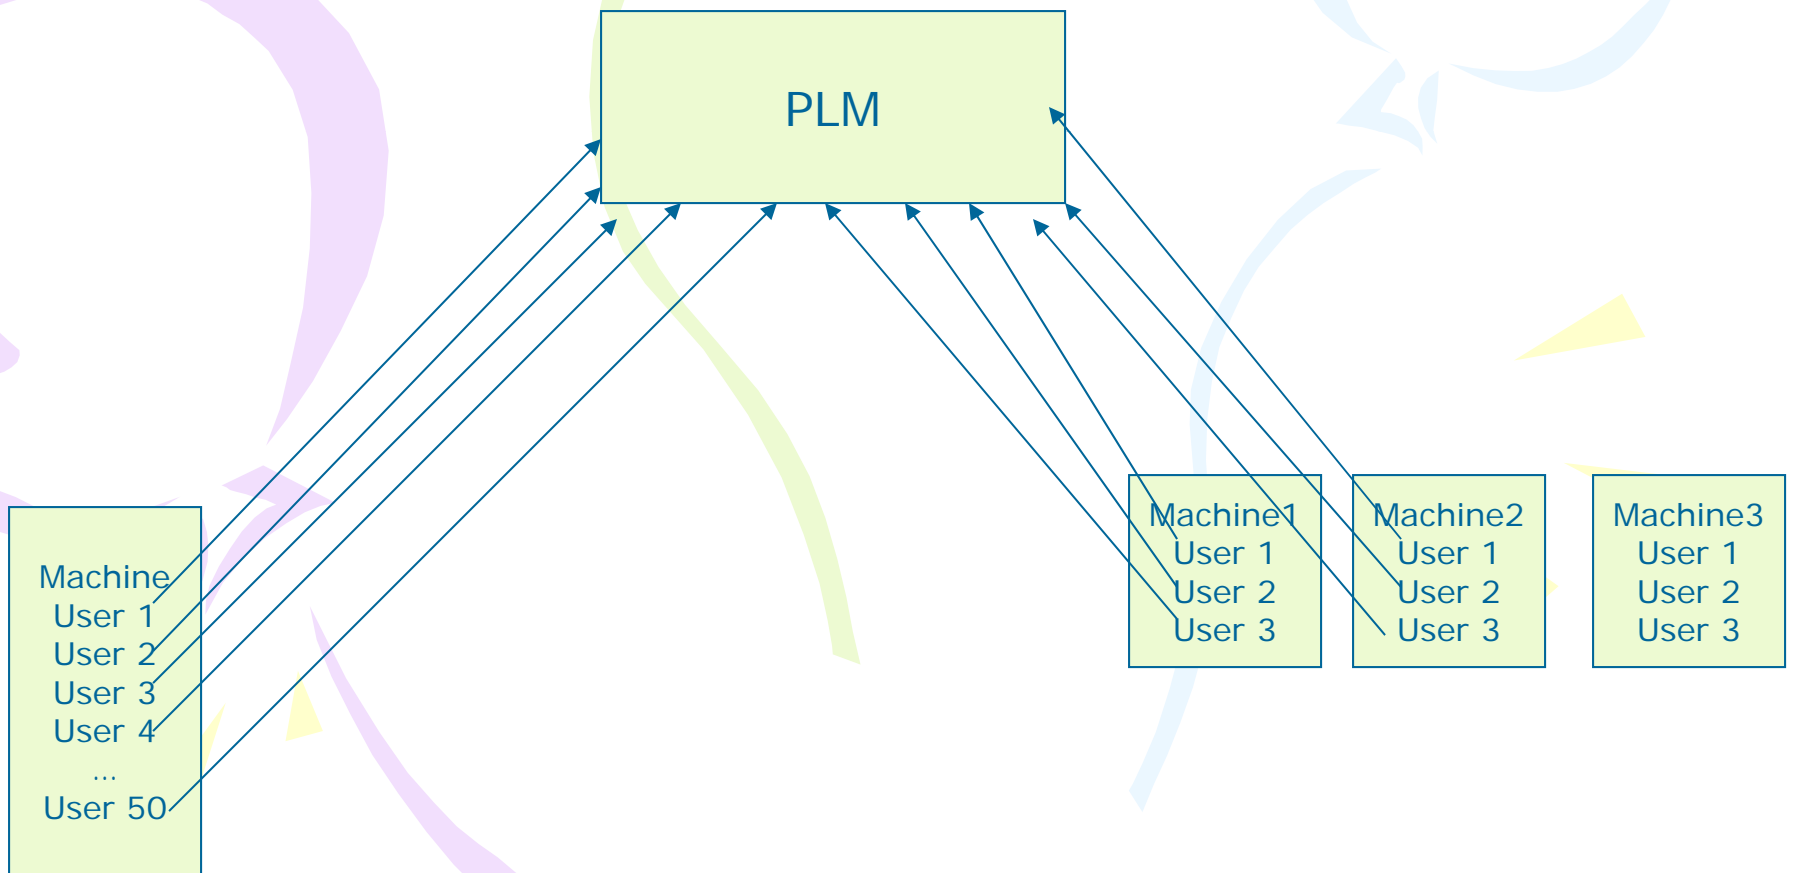 PLM
Machine
User 1
User 2
User 3
User 4
...
User 50
Machine1
User 1
User 2
User 3
Machine2
User 1
User 2
User 3
Machine3
User 1
User 2
User 3